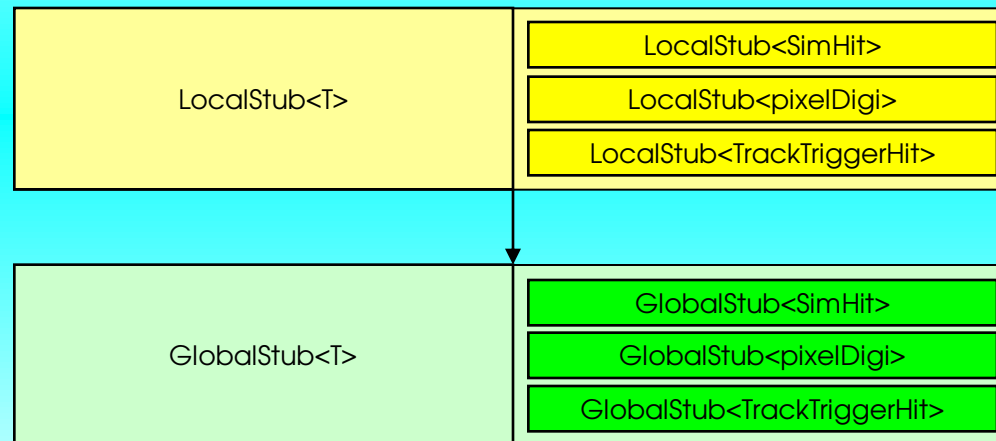 LocalStub<T>
LocalStub<SimHit>
LocalStub<pixelDigi>
LocalStub<TrackTriggerHit>
GlobalStub<T>
GlobalStub<SimHit>
GlobalStub<pixelDigi>
GlobalStub<TrackTriggerHit>